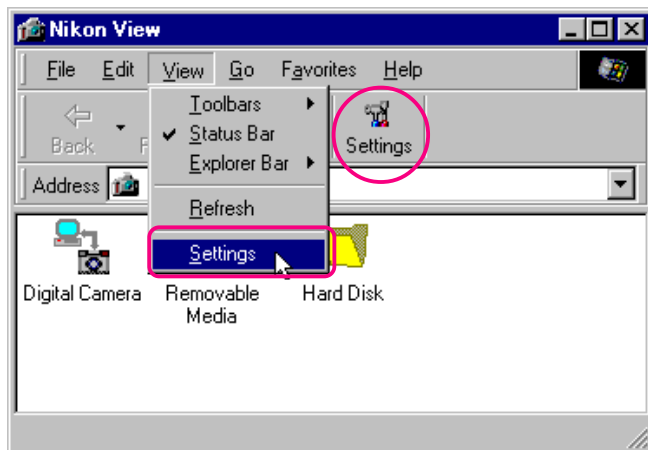 Nikon View
File Edit View Go Favorites Help
Back F Settings
Toolbars
Status Bar
Explorer Bar
Refresh
Settings
Address
Digital Camera Removable Media Hard Disk